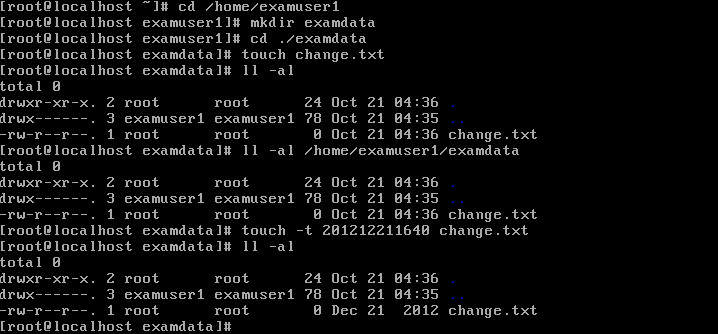 [root@localhost ~]# cd /home/examuser1
[root@localhost examuser1]# mkdir examdata
[root@localhost examuser1]# cd ./examdata
[root@localhost examdata]# touch change.txt
[root@localhost examdata]# ll -al
total 0
drwxr-xr-x. 2 root      root      24 Oct 21 04:36 .
drwx------. 3 examuser1 examuser1 78 Oct 21 04:35 ..
-rw-r--r--. 1 root      root       0 Oct 21 04:36 change.txt
[root@localhost examdata]# ll -al /home/examuser1/examdata
total 0
drwxr-xr-x. 2 root      root      24 Oct 21 04:36 .
drwx------. 3 examuser1 examuser1 78 Oct 21 04:35 ..
-rw-r--r--. 1 root      root       0 Oct 21 04:36 change.txt
[root@localhost examdata]# touch -t 201212211640 change.txt
[root@localhost examdata]# ll -al
total 0
drwxr-xr-x. 2 root      root      24 Oct 21 04:36 .
drwx------. 3 examuser1 examuser1 78 Oct 21 04:35 ..
-rw-r--r--. 1 root      root       0 Dec 21  2012 change.txt
[root@localhost examdata]#